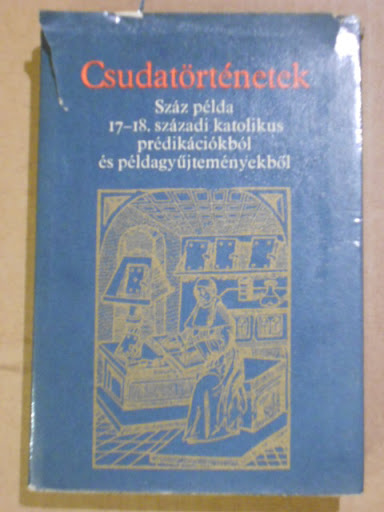 Csudatörténetek
Száz példa
17–18. századi katolikus
prédikációkból
és példagyűjteményekből